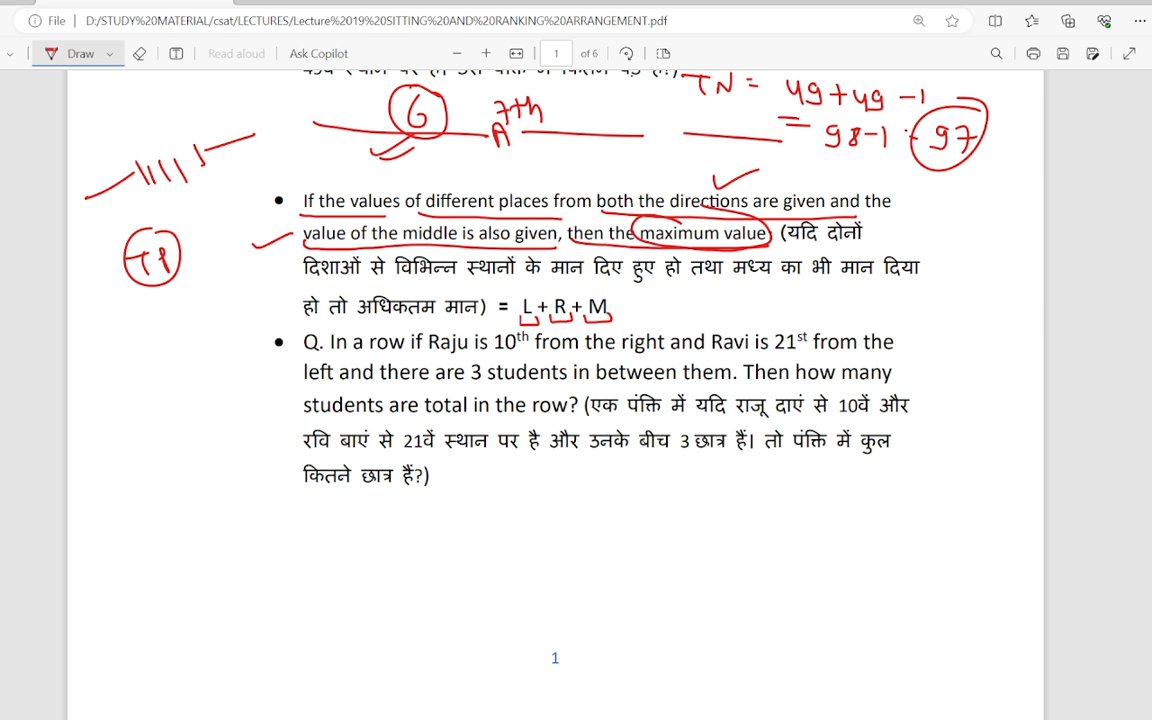 File D:/STUDY%20MATERIAL/csat/LECTURES/Lecture%2019%20SITTING%20AND%20RANKING%20ARRANGEMENT.pdf
Draw Read aloud Ask Copilot 1 of 6
TN = 49+49-1
6 7th
A = 98-1 = 97
• If the values of different places from both the directions are given and the
value of the middle is also given, then the maximum value (यदि दोनों
दिशाओं से विभिन्न स्थानों के मान दिए हुए हो तथा मध्य का भी मान दिया
हो तो अधिकतम मान) = L + R + M
• Q. In a row if Raju is 10th from the right and Ravi is 21st from the
left and there are 3 students in between them. Then how many
students are total in the row? (एक पंक्ति में यदि राजू दाएं से 10वें और
रवि बाएं से 21वें स्थान पर है और उनके बीच 3 छात्र हैं। तो पंक्ति में कुल
कितने छात्र हैं?)
1